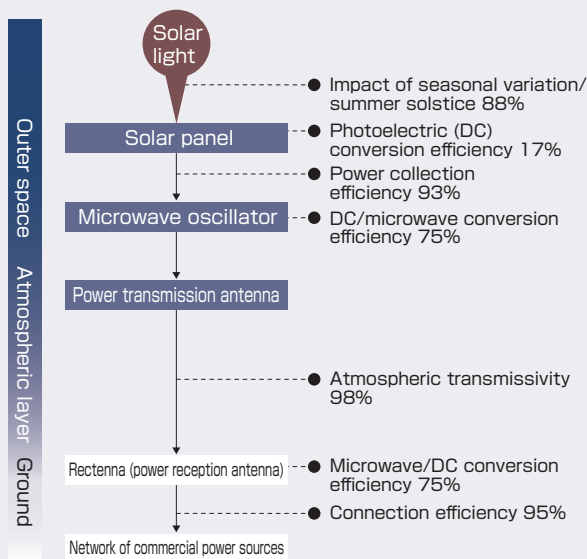 Solar
light
Impact of seasonal variation/
summer solstice 88%
Solar panel
Photoelectric (DC)
conversion efficiency 17%
Power collection
efficiency 93%
Microwave oscillator
DC/microwave conversion
efficiency 75%
Power transmission antenna
Atmospheric transmissivity
98%
Rectenna (power reception antenna)
Microwave/DC conversion
efficiency 75%
Connection efficiency 95%
Network of commercial power sources
Outer space
Atmospheric layer
Ground